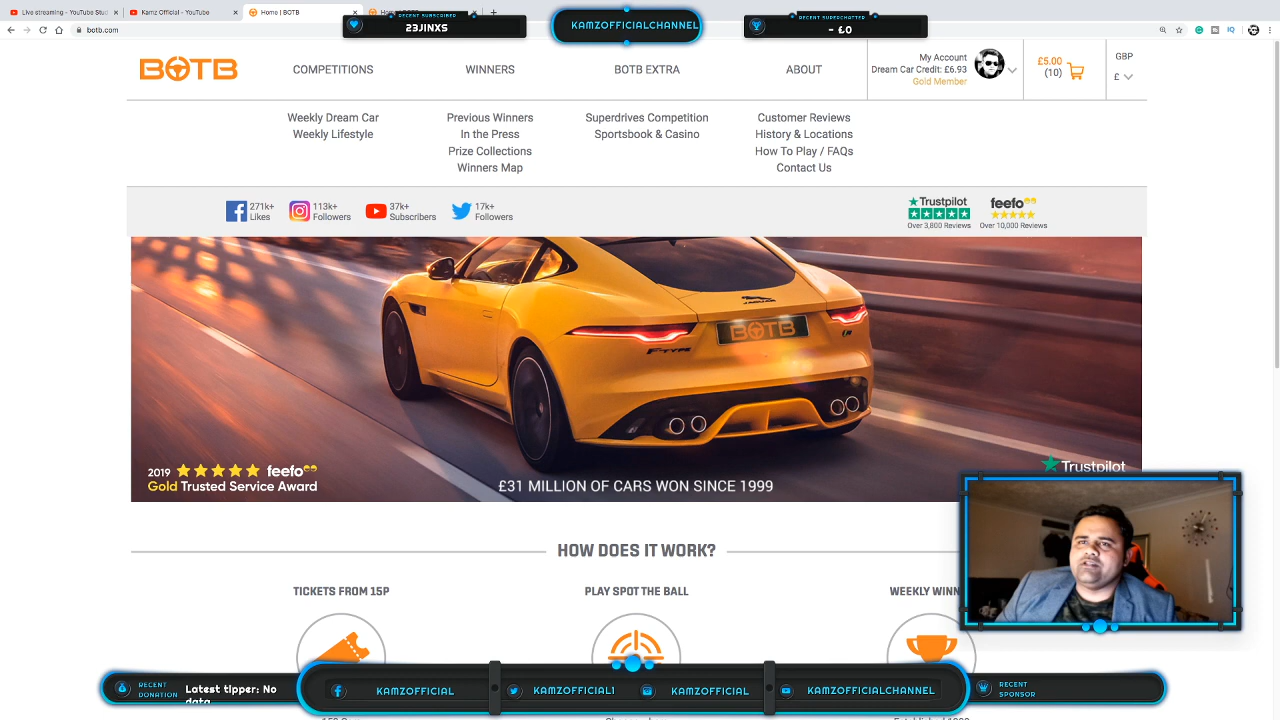 Live streaming - YouTube Stud
Kamz Official - YouTube
Home | BOTB
botb.com
RECENT SUBSCRIBER
23JINXS
KAMZOFFICIALCHANNEL
RECENT SUPERCHATTER
- £0
BOTB
COMPETITIONS
WINNERS
BOTB EXTRA
ABOUT
My Account
Dream Car Credit: £6.93
Gold Member
£5.00
(10)
GBP
£
Weekly Dream Car
Weekly Lifestyle
Previous Winners
In the Press
Prize Collections
Winners Map
Superdrives Competition
Sportsbook & Casino
Customer Reviews
History & Locations
How To Play / FAQs
Contact Us
271k+
Likes
113k+
Followers
37k+
Subscribers
17k+
Followers
Trustpilot
Over 3,800 Reviews
feefo
Over 10,000 Reviews
JAGUAR
BOTB
F-TYPE
2019
feefo
Gold Trusted Service Award
£31 MILLION OF CARS WON SINCE 1999
Trustpilot
HOW DOES IT WORK?
TICKETS FROM 15P
PLAY SPOT THE BALL
WEEKLY WINN
RECENT
DONATION
Latest tipper: No
data
KAMZOFFICIAL
KAMZOFFICIAL1
KAMZOFFICIAL
KAMZOFFICIALCHANNEL
RECENT
SPONSOR